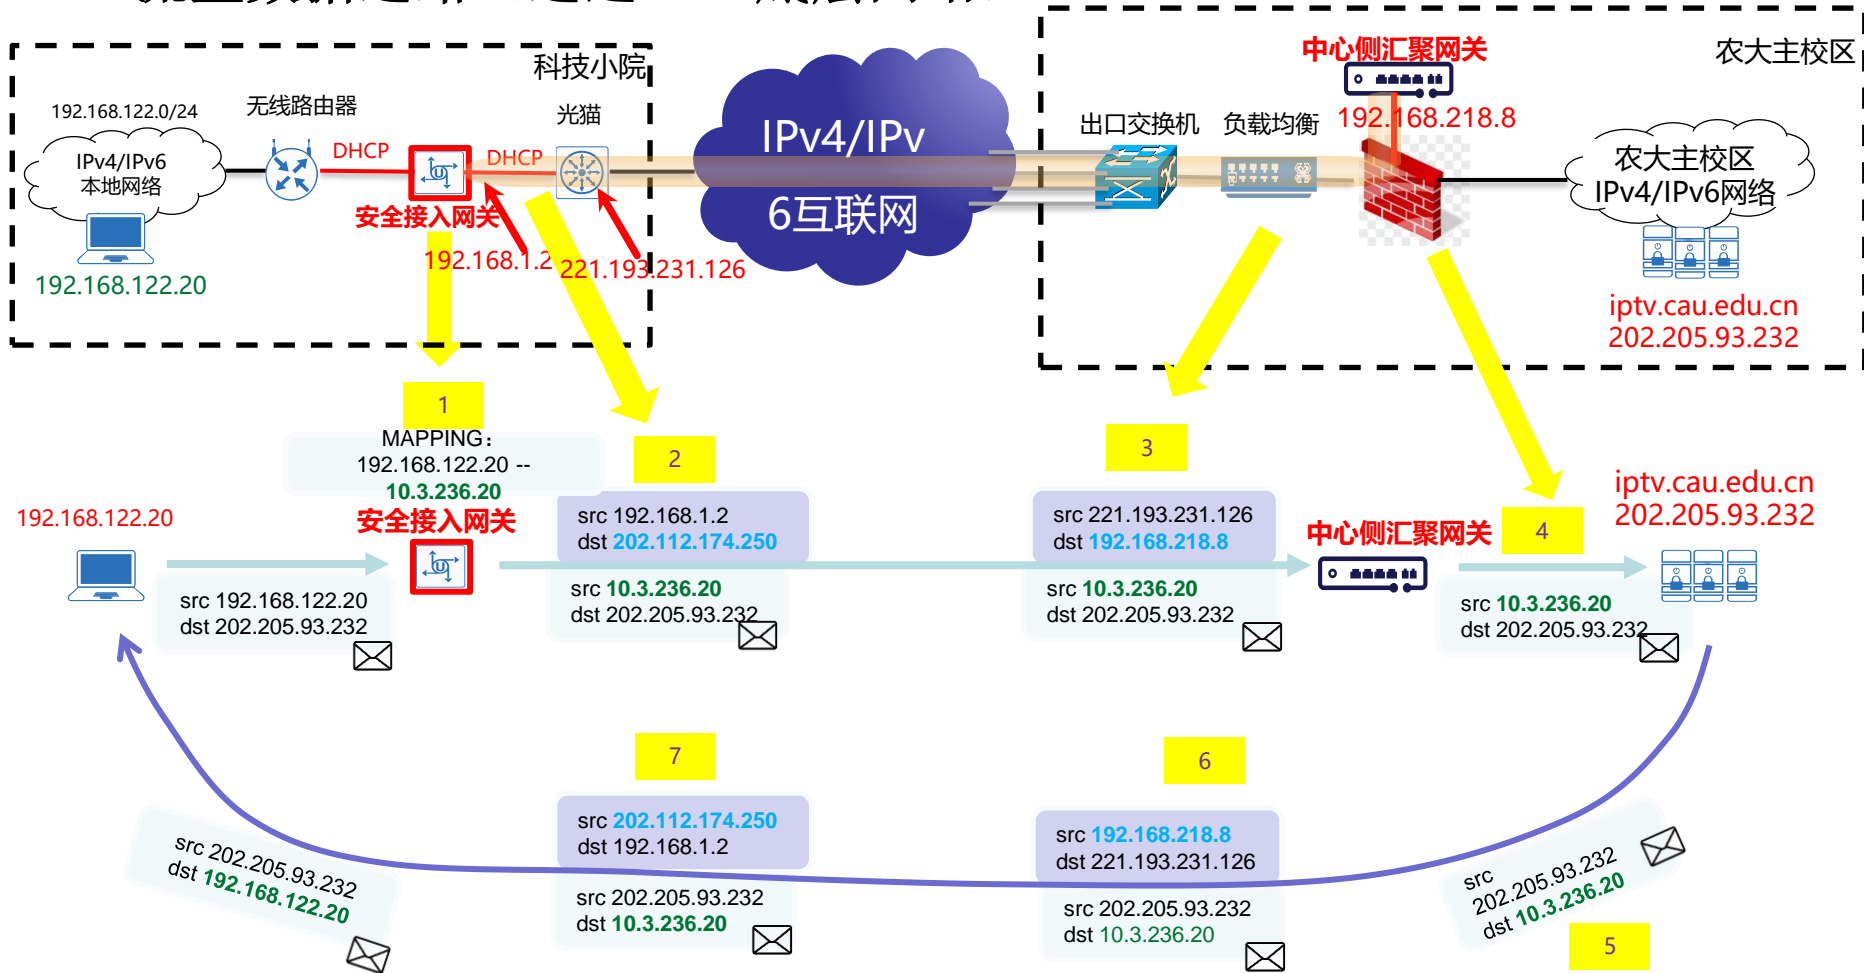 科技小院
192.168.122.0/24
无线路由器
光猫
DHCP
DHCP
IPv4/IPv6
本地网络
安全接入网关
192.168.1.2
221.193.231.126
192.168.122.20
IPv4/IPv
6互联网
农大主校区
中心侧汇聚网关
192.168.218.8
出口交换机
负载均衡
农大主校区
IPv4/IPv6网络
iptv.cau.edu.cn
202.205.93.232
1
MAPPING：
192.168.122.20 --
10.3.236.20
2
3
4
192.168.122.20
安全接入网关
src 192.168.122.20
dst 202.205.93.232
src 192.168.1.2
dst 202.112.174.250
src 10.3.236.20
dst 202.205.93.232
src 221.193.231.126
dst 192.168.218.8
src 10.3.236.20
dst 202.205.93.232
中心侧汇聚网关
src 10.3.236.20
dst 202.205.93.232
iptv.cau.edu.cn
202.205.93.232
7
6
src 202.205.93.232
dst 192.168.122.20
src 202.112.174.250
dst 192.168.1.2
src 202.205.93.232
dst 10.3.236.20
src 192.168.218.8
dst 221.193.231.126
src 202.205.93.232
dst 10.3.236.20
src
202.205.93.232
dst 10.3.236.20
5